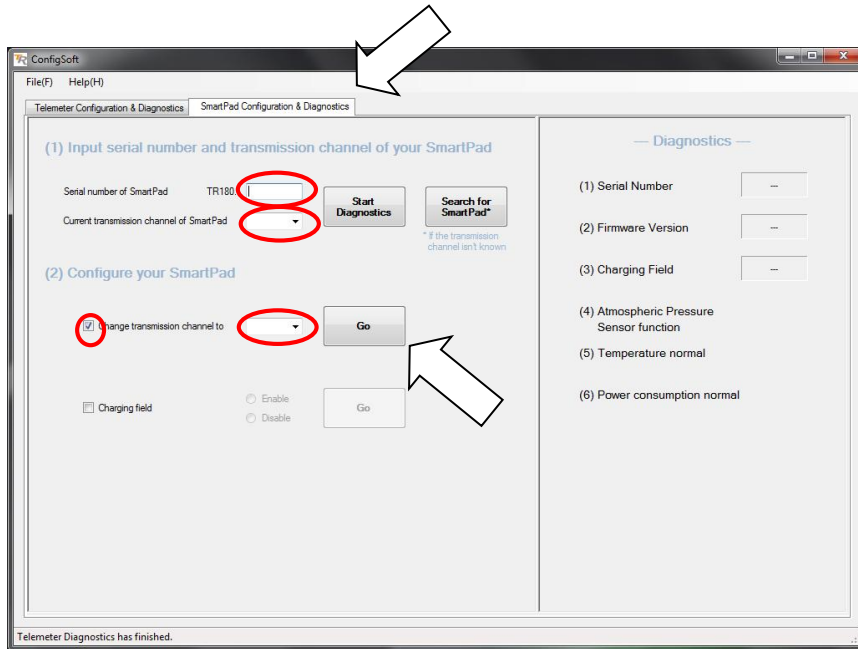 ConfigSoft
File(F) Help(H)
Telemeter Configuration & Diagnostics SmartPad Configuration & Diagnostics
(1) Input serial number and transmission channel of your SmartPad
Serial number of SmartPad TR180.
Current transmission channel of SmartPad
Start
Diagnostics
Search for
SmartPad*
* If the transmission
channel isn't known
(2) Configure your SmartPad
Change transmission channel to
Go
Charging field
Enable
Disable
Go
— Diagnostics —
(1) Serial Number --
(2) Firmware Version --
(3) Charging Field --
(4) Atmospheric Pressure
Sensor function
(5) Temperature normal
(6) Power consumption normal
Telemeter Diagnostics has finished.